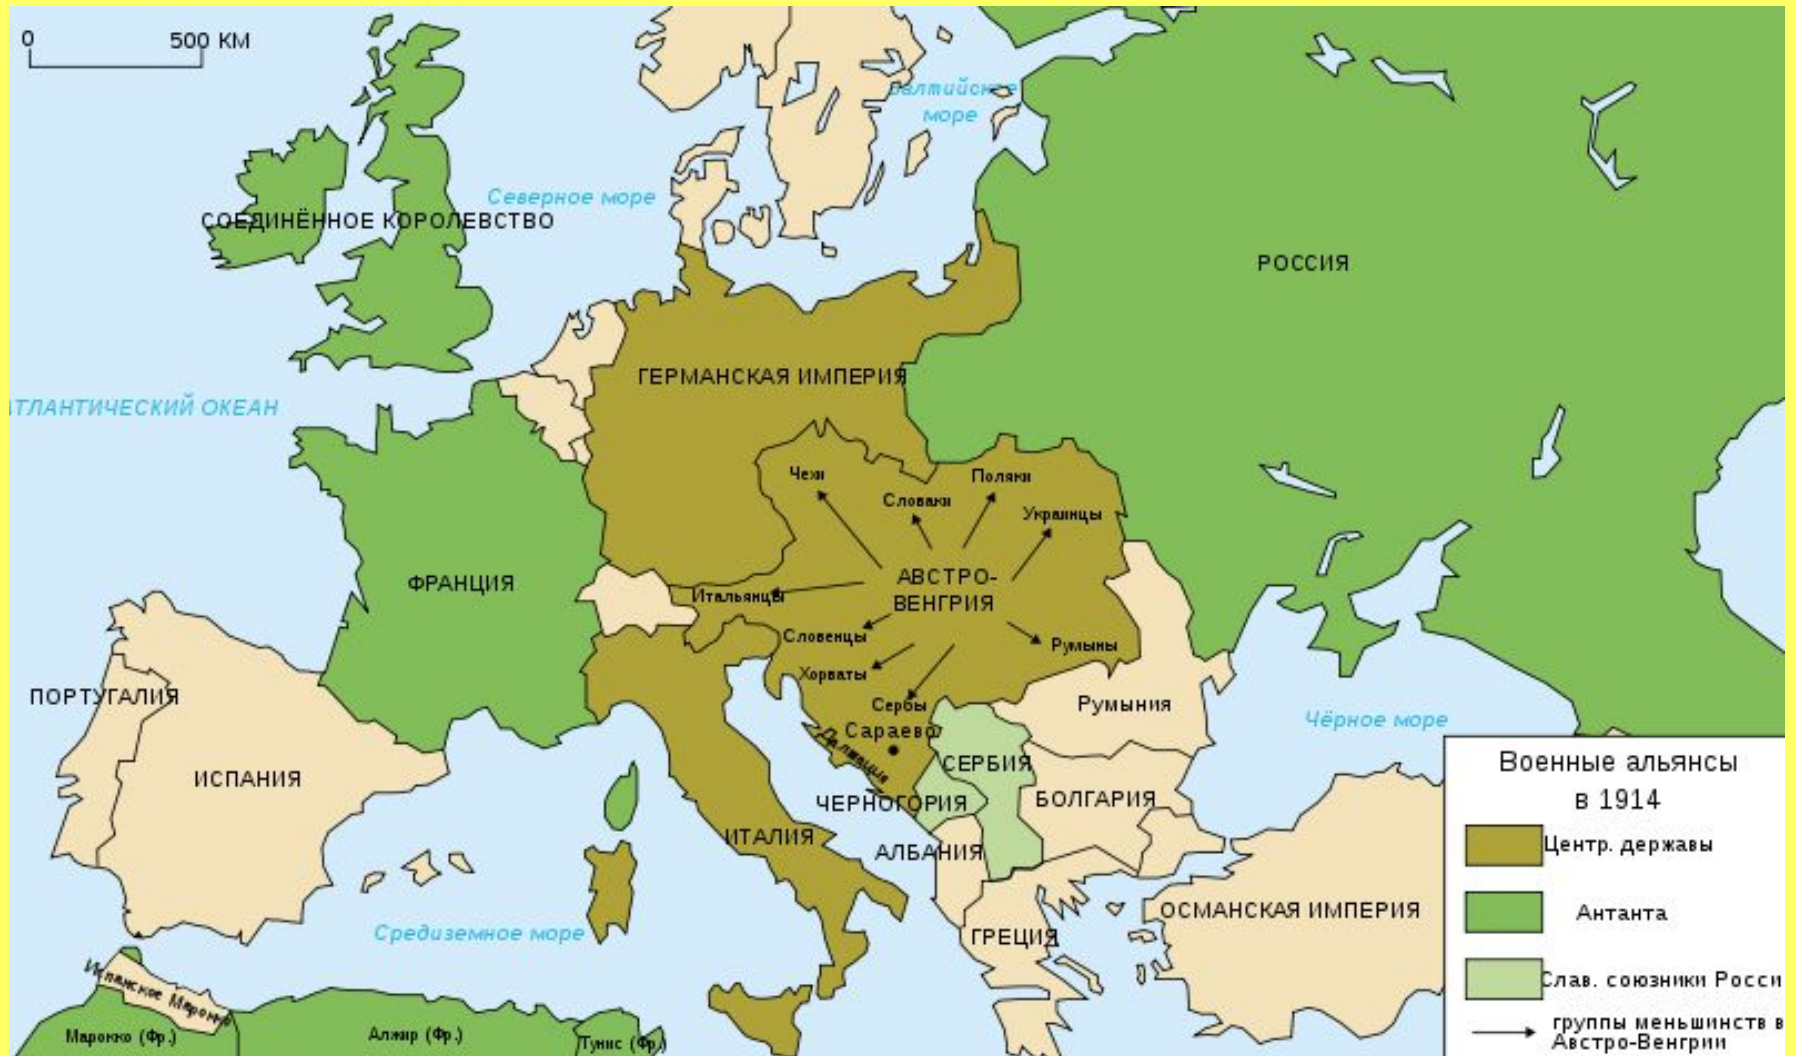 0 500 КМ
Балтийское
море
Северное море
СОЕДИНЁННОЕ КОРОЛЕВСТВО
РОССИЯ
ГЕРМАНСКАЯ ИМПЕРИЯ
АТЛАНТИЧЕСКИЙ ОКЕАН
Чехи
Поляки
Словаки
Украинцы
ФРАНЦИЯ
АВСТРО-
ВЕНГРИЯ
Итальянцы
Словенцы
Румыны
Хорваты
ПОРТУГАЛИЯ
Сербы
Румыния
Сараево
Чёрное море
Далмация
СЕРБИЯ
ИСПАНИЯ
ЧЕРНОГОРИЯ
БОЛГАРИЯ
ИТАЛИЯ
АЛБАНИЯ
ОСМАНСКАЯ ИМПЕРИЯ
Средиземное море
ГРЕЦИЯ
Испанское Марокко
Марокко (Фр.)
Алжир (Фр.)
Тунис (Фр.)
Военные альянсы
в 1914
Центр. державы
Антанта
Слав. союзники Росси
группы меньшинств в
Австро-Венгрии